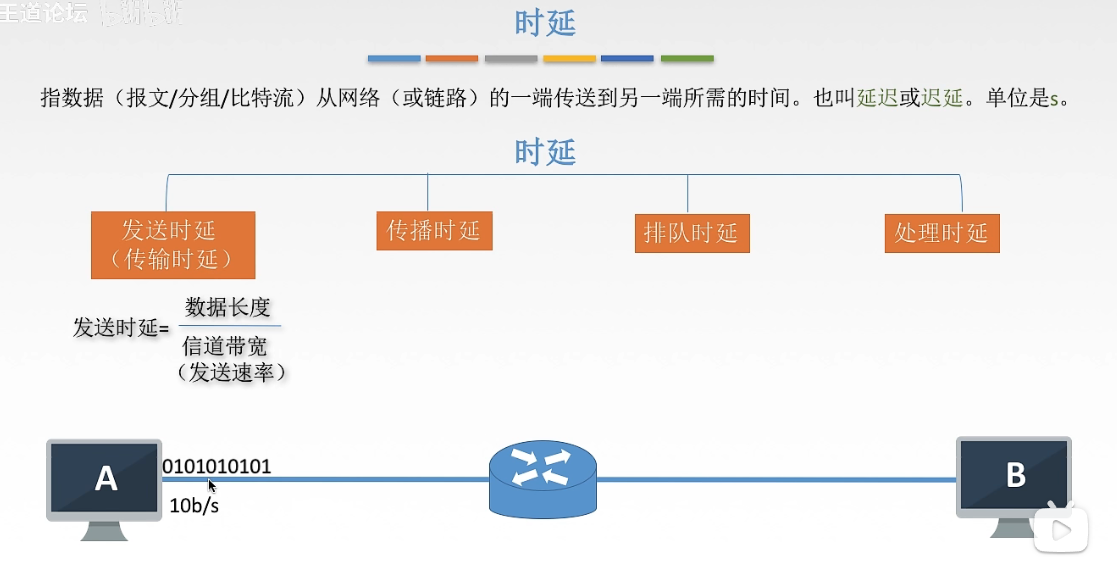 王道论坛
时延
指数据（报文/分组/比特流）从网络（或链路）的一端传送到另一端所需的时间。也叫延迟或迟延。单位是s。
时延
发送时延
（传输时延）
传播时延
排队时延
处理时延
发送时延=
数据长度
信道带宽
（发送速率）
0101010101
A
B
10b/s